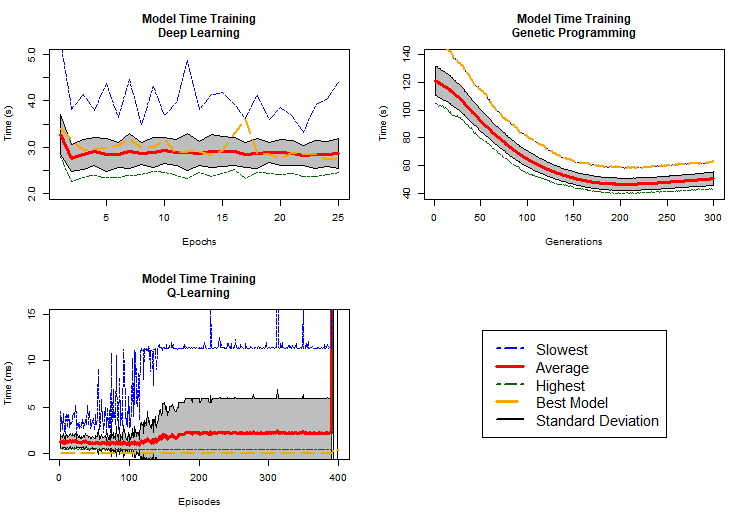 Model Time Training
Deep Learning
Time (s)
5.0
4.0
3.0
2.0
5 10 15 20 25
Epochs
Model Time Training
Genetic Programming
Time (s)
140
120
100
80
60
40
0 50 100 150 200 250 300
Generations
Model Time Training
Q-Learning
Time (ms)
15
10
5
0
0 100 200 300 400
Episodes
Slowest
Average
Highest
Best Model
Standard Deviation